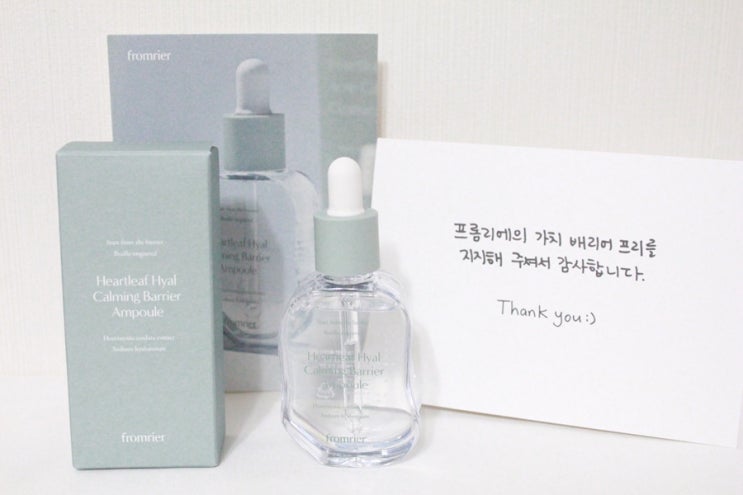 fromrier
Heartleaf Hyal
Calming Barrier
Ampoule
fromrier
Heartleaf Hyal
Calming Barrier
Ampoule
fromrier
Heartleaf Hyal
Calming Barrier
Ampoule
fromrier
프롬리에의 가치 배리어 프리를
지지해 주셔서 감사합니다.
Thank you:)